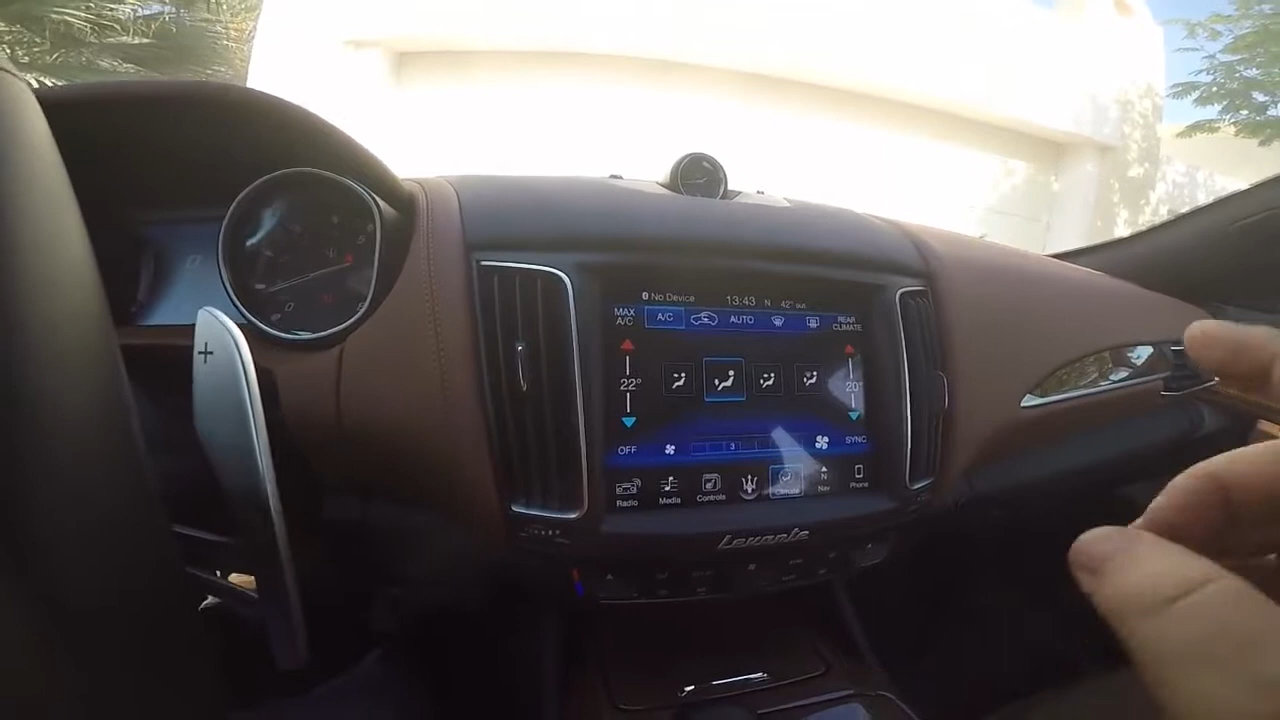 No Device 13:43 N 42° out
MAX A/C
A/C
AUTO
REAR CLIMATE
22°
20°
OFF
3
SYNC
Radio
Media
Controls
Climate
N
Nav
Phone
Levante
+